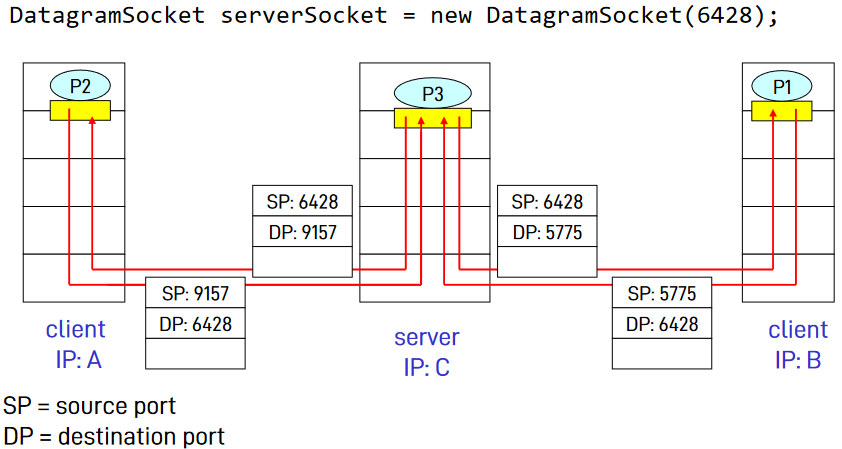 DatagramSocket serverSocket = new DatagramSocket(6428);
P2
P3
P1
SP: 6428
DP: 9157
SP: 6428
DP: 5775
SP: 9157
DP: 6428
SP: 5775
DP: 6428
client
IP: A
server
IP: C
client
IP: B
SP = source port
DP = destination port